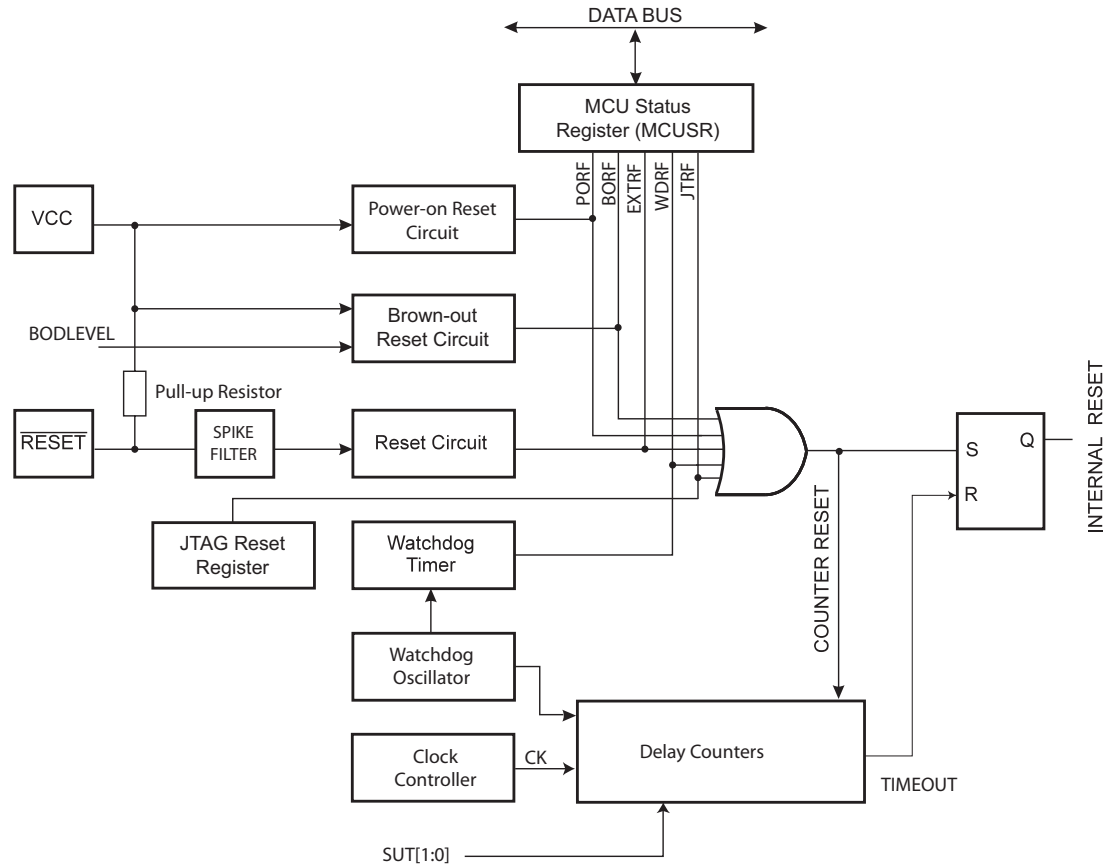 DATA BUS
MCU Status
Register (MCUSR)
PORF
BORF
EXTRF
WDRF
JTRF
VCC
Power-on Reset
Circuit
Brown-out
Reset Circuit
BODLEVEL
Pull-up Resistor
RESET
SPIKE
FILTER
Reset Circuit
JTAG Reset
Register
Watchdog
Timer
Watchdog
Oscillator
Clock
Controller
CK
Delay Counters
SUT[1:0]
COUNTER RESET
TIMEOUT
S
R
Q
INTERNAL RESET